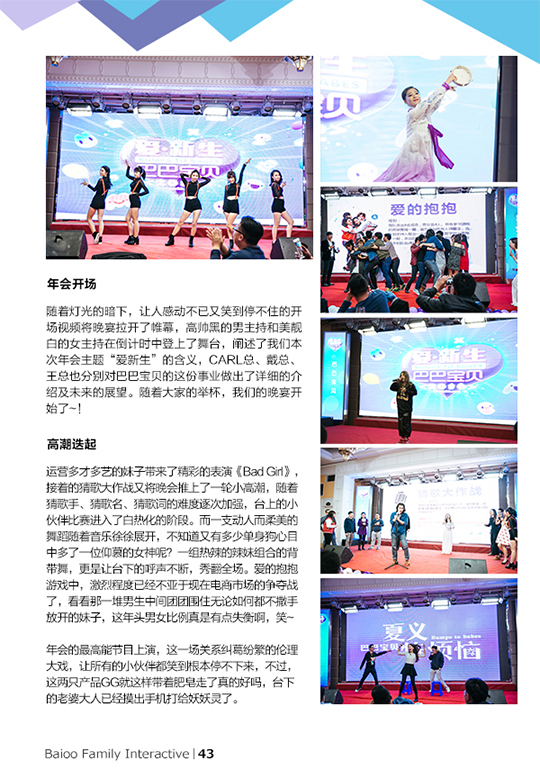 爱·新生
巴巴宝贝
爱的抱抱
年会开场
随着灯光的暗下，让人感动不已又笑到停不住的开
场视频将晚宴拉开了帷幕，高帅黑的男主持和美靓
白的女主持在倒计时中登上了舞台，阐述了我们本
次年会主题“爱新生”的含义，CARL总、戴总、
王总也分别对巴巴宝贝的这份事业做出了详细的介
绍及未来的展望。随着大家的举杯，我们的晚宴开
始了~！
爱·新生
巴巴宝贝
高潮迭起
运营多才多艺的妹子带来了精彩的表演《Bad Girl》，
接着的猜歌大作战又将晚会推上了一轮小高潮，随着
猜歌手、猜歌名、猜歌词的难度逐次加强，台上的小
伙伴比赛进入了白热化的阶段。而一支动人而柔美的
舞蹈随着音乐徐徐展开，不知道又有多少单身狗心目
中多了一位仰慕的女神呢？一组热辣的辣妹组合的背
带舞，更是让台下的呼声不断，秀翻全场。爱的抱抱
游戏中，激烈程度已经不亚于现在电商市场的争夺战
了，看看那一堆男生中间团团围住无论如何都不撒手
放开的妹子，这年头男女比例真是有点失衡啊，笑~
猜歌大作战
年会的最高能节目上演，这一场关系纠葛纷繁的伦理
大戏，让所有的小伙伴都笑到根本停不下来，不过，
这两只产品GG就这样带着肥皂走了真的好吗，台下
的老婆大人已经摸出手机打给妖妖灵了。
夏义
烦恼
Baioo Family Interactive | 43